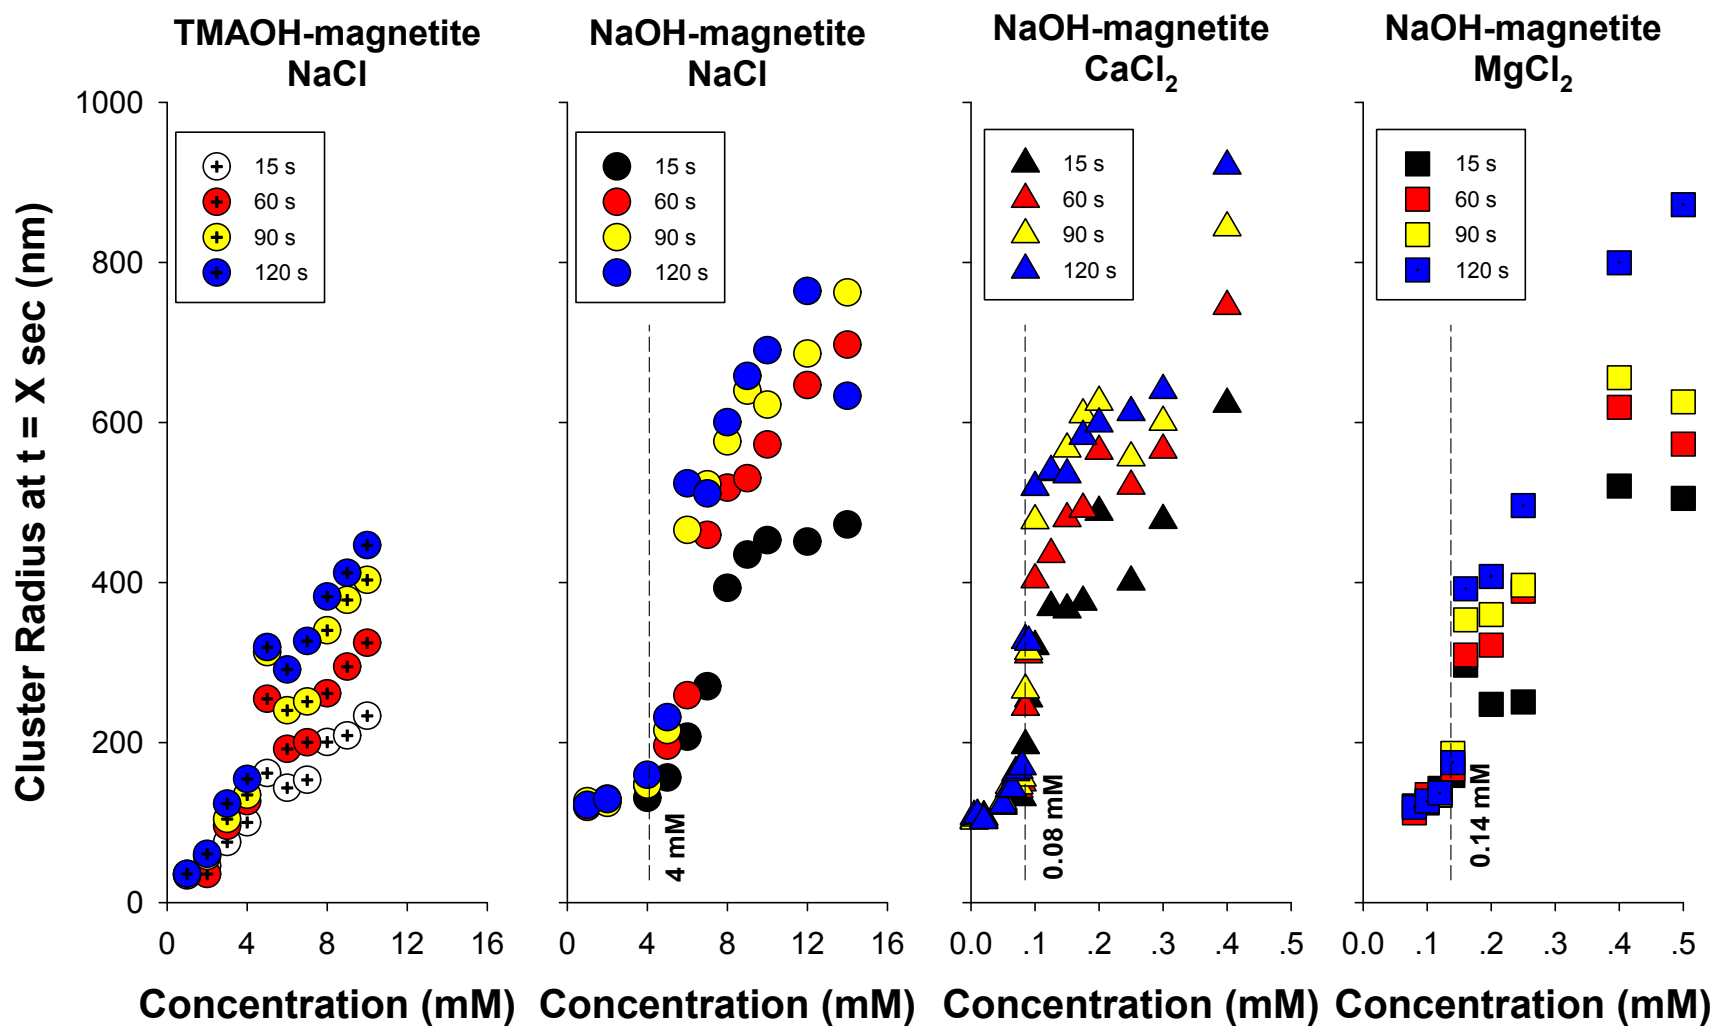 TMAOH-magnetite
NaCl
NaOH-magnetite
NaCl
NaOH-magnetite
CaCl2
NaOH-magnetite
MgCl2
Cluster Radius at t = X sec (nm)
1000
800
600
400
200
0
15 s
60 s
90 s
120 s
15 s
60 s
90 s
120 s
15 s
60 s
90 s
120 s
15 s
60 s
90 s
120 s
4 mM
0.08 mM
0.14 mM
0 4 8 12 16
0 4 8 12 16
0.0 .1 .2 .3 .4 .5
0.0 .1 .2 .3 .4 .5
Concentration (mM)
Concentration (mM)
Concentration (mM)
Concentration (mM)